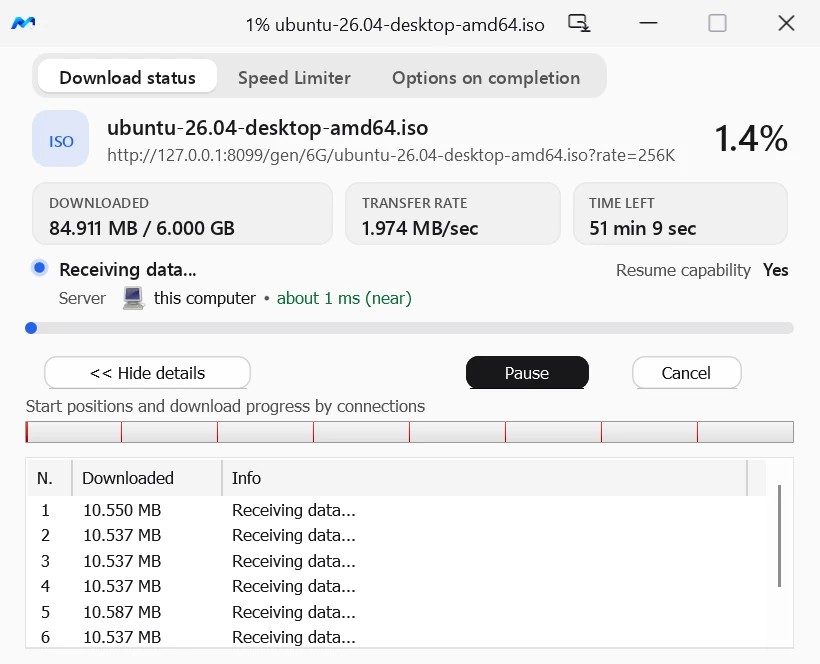 1% ubuntu-26.04-desktop-amd64.iso
Download status Speed Limiter Options on completion
ISO
ubuntu-26.04-desktop-amd64.iso
http://127.0.0.1:8099/gen/6G/ubuntu-26.04-desktop-amd64.iso?rate=256K
1.4%
DOWNLOADED
84.911 MB / 6.000 GB
TRANSFER RATE
1.974 MB/sec
TIME LEFT
51 min 9 sec
Receiving data... Resume capability Yes
Server this computer • about 1 ms (near)
<< Hide details Pause Cancel
Start positions and download progress by connections
N. Downloaded Info
1 10.550 MB Receiving data...
2 10.537 MB Receiving data...
3 10.537 MB Receiving data...
4 10.537 MB Receiving data...
5 10.587 MB Receiving data...
6 10.537 MB Receiving data...